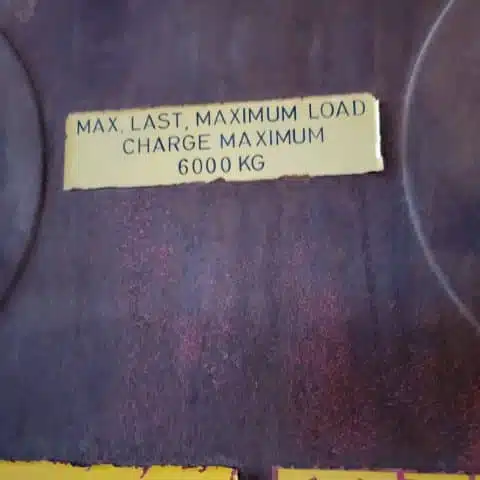 MAX. LAST, MAXIMUM LOAD
CHARGE MAXIMUM
6000 KG